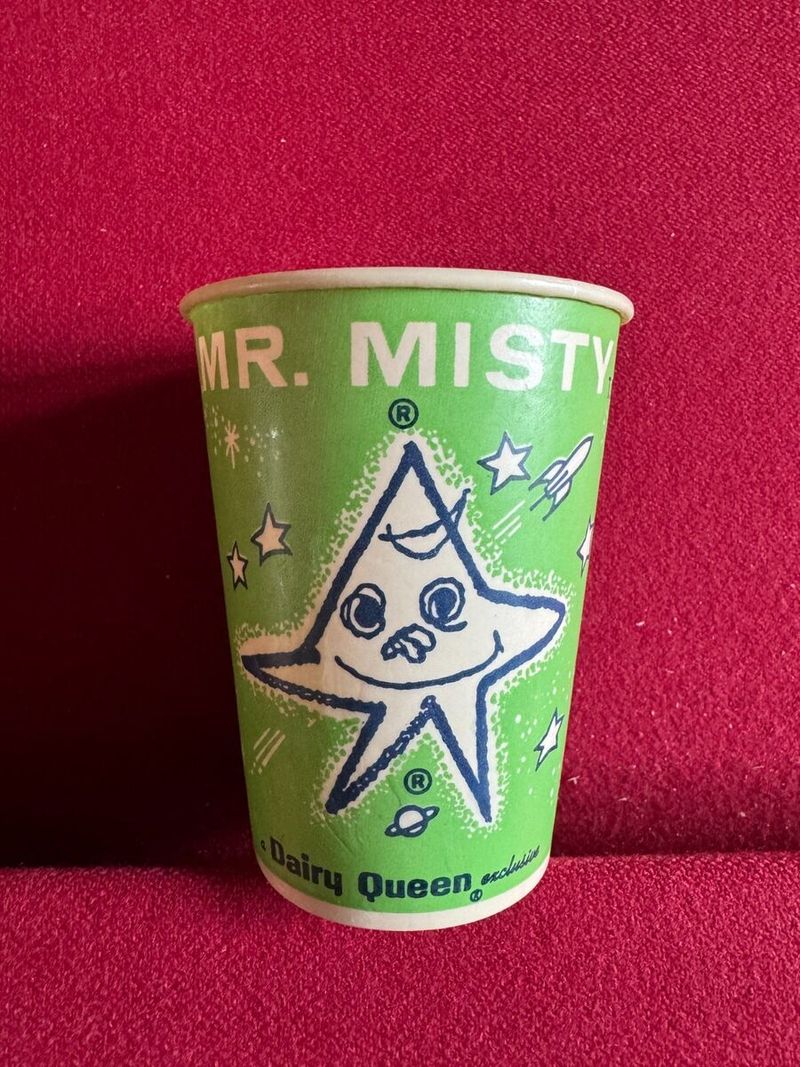 MR. MISTY
®
®
a Dairy Queen® exclusive